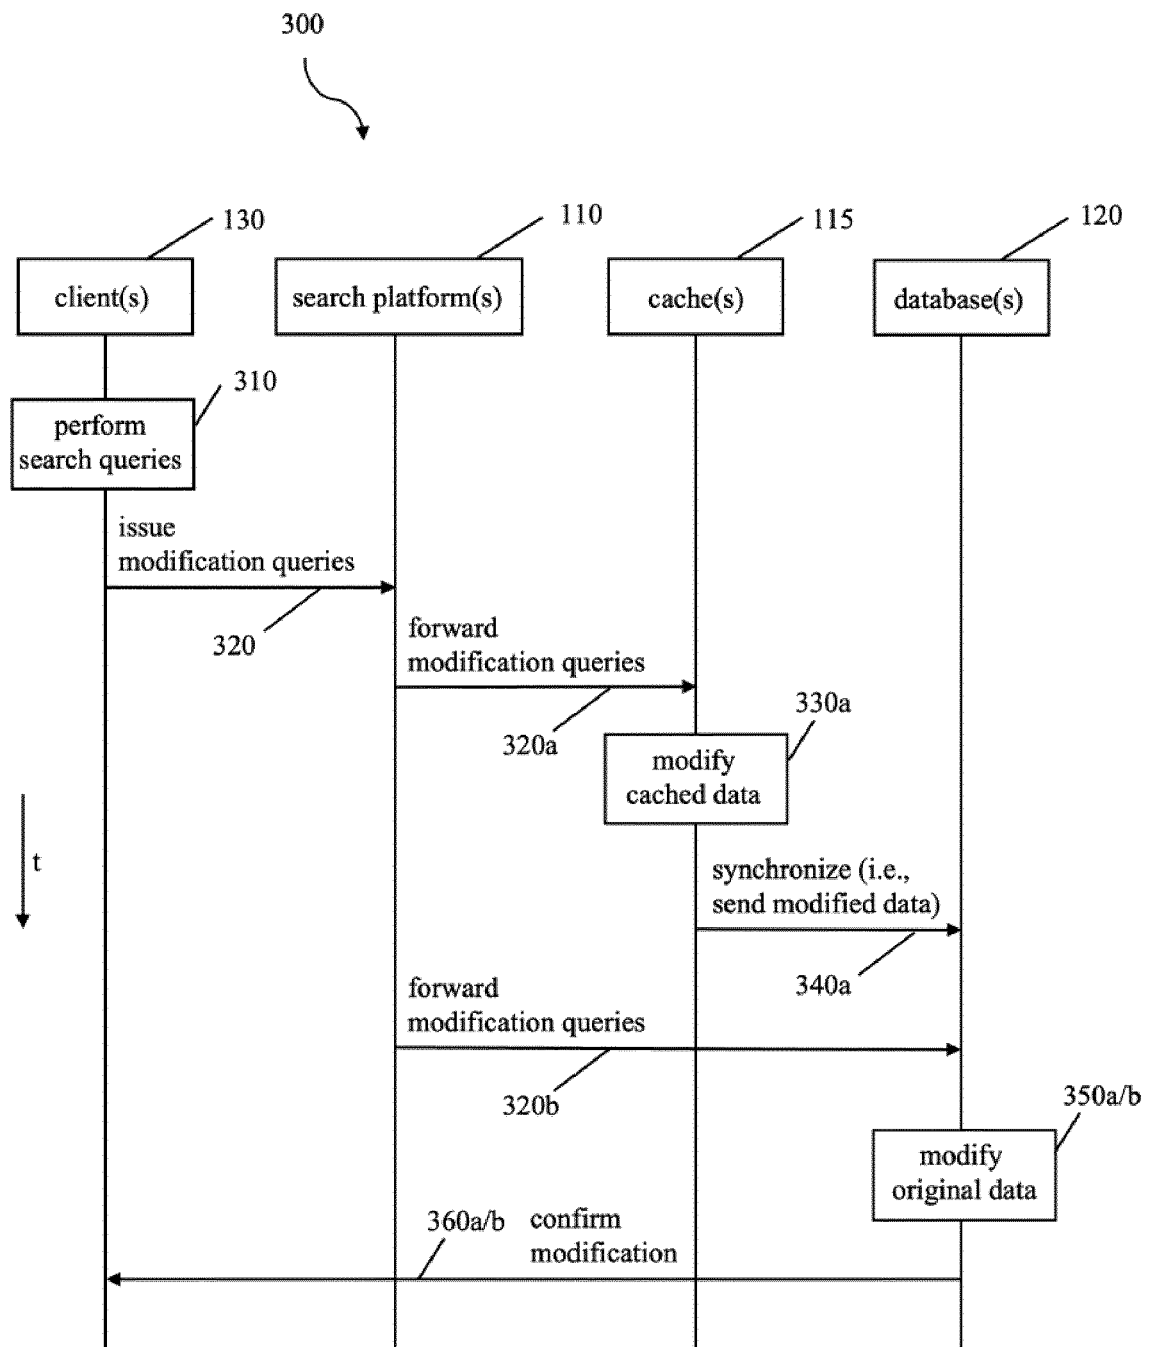 300
130
110
115
120
client(s)
search platform(s)
cache(s)
database(s)
310
perform
search queries
issue
modification queries
320
forward
modification queries
320a
330a
modify
cached data
t
synchronize (i.e.,
send modified data)
340a
forward
modification queries
320b
350a/b
modify
original data
360a/b
confirm
modification